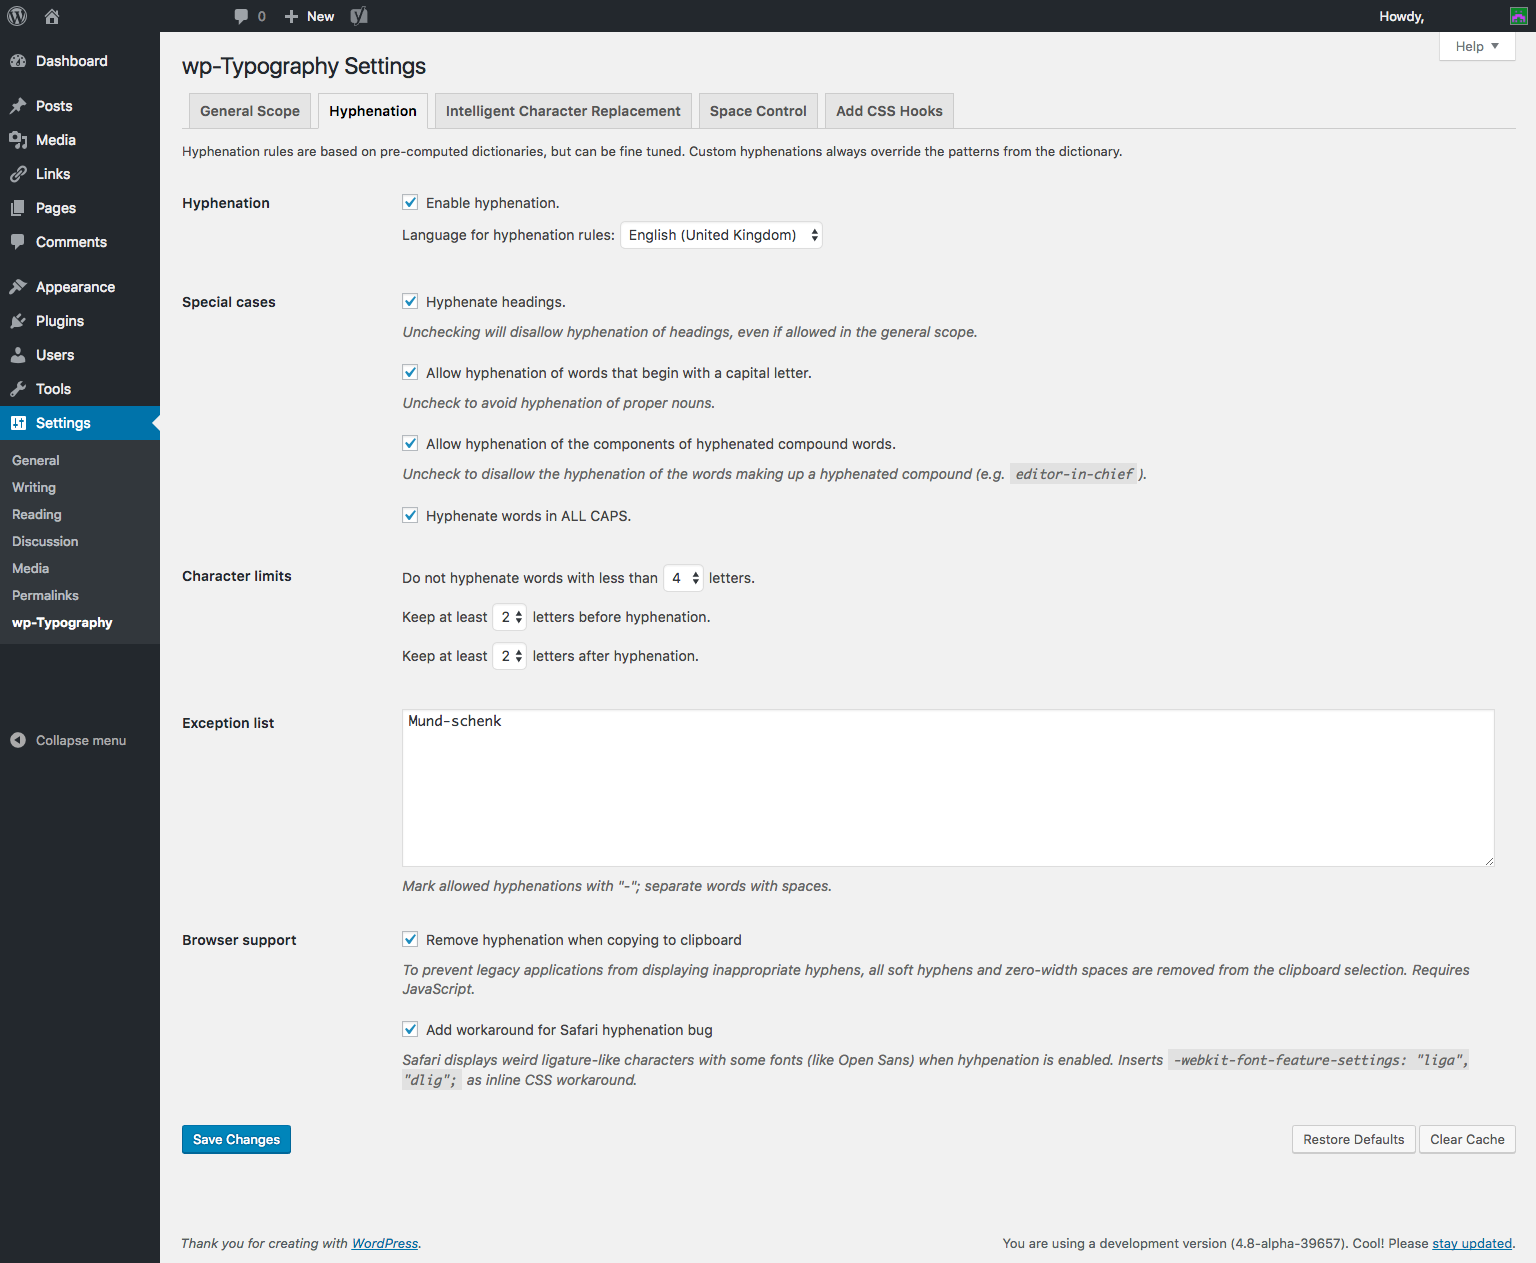 0
New
Howdy,
Help
Dashboard
Posts
Media
Links
Pages
Comments
Appearance
Plugins
Users
Tools
Settings
General
Writing
Reading
Discussion
Media
Permalinks
wp-Typography
Collapse menu
wp-Typography Settings
General Scope
Hyphenation
Intelligent Character Replacement
Space Control
Add CSS Hooks
Hyphenation rules are based on pre-computed dictionaries, but can be fine tuned. Custom hyphenations always override the patterns from the dictionary.
Hyphenation
Enable hyphenation.
Language for hyphenation rules: English (United Kingdom)
Special cases
Hyphenate headings.
Unchecking will disallow hyphenation of headings, even if allowed in the general scope.
Allow hyphenation of words that begin with a capital letter.
Uncheck to avoid hyphenation of proper nouns.
Allow hyphenation of the components of hyphenated compound words.
Uncheck to disallow the hyphenation of the words making up a hyphenated compound (e.g. editor-in-chief ).
Hyphenate words in ALL CAPS.
Character limits
Do not hyphenate words with less than 4 letters.
Keep at least 2 letters before hyphenation.
Keep at least 2 letters after hyphenation.
Exception list
Mund-schenk
Mark allowed hyphenations with "-"; separate words with spaces.
Browser support
Remove hyphenation when copying to clipboard
To prevent legacy applications from displaying inappropriate hyphens, all soft hyphens and zero-width spaces are removed from the clipboard selection. Requires
JavaScript.
Add workaround for Safari hyphenation bug
Safari displays weird ligature-like characters with some fonts (like Open Sans) when hyhpenation is enabled. Inserts -webkit-font-feature-settings: "liga",
"dlig"; as inline CSS workaround.
Save Changes
Restore Defaults
Clear Cache
Thank you for creating with WordPress.
You are using a development version (4.8-alpha-39657). Cool! Please stay updated.